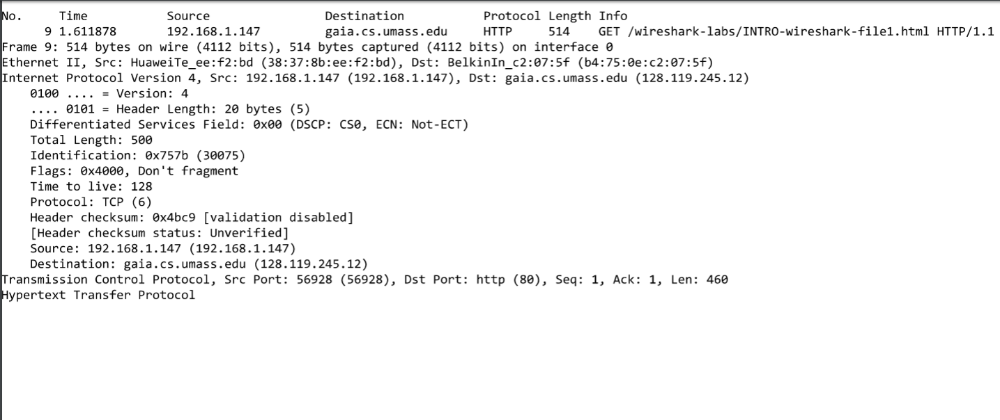 No. Time Source Destination Protocol Length Info
9 1.611878 192.168.1.147 gaia.cs.umass.edu HTTP 514 GET /wireshark-labs/INTRO-wireshark-file1.html HTTP/1.1
Frame 9: 514 bytes on wire (4112 bits), 514 bytes captured (4112 bits) on interface 0
Ethernet II, Src: HuaweiTe_ee:f2:bd (38:37:8b:ee:f2:bd), Dst: BelkinIn_c2:07:5f (b4:75:0e:c2:07:5f)
Internet Protocol Version 4, Src: 192.168.1.147 (192.168.1.147), Dst: gaia.cs.umass.edu (128.119.245.12)
0100 .... = Version: 4
.... 0101 = Header Length: 20 bytes (5)
Differentiated Services Field: 0x00 (DSCP: CS0, ECN: Not-ECT)
Total Length: 500
Identification: 0x757b (30075)
Flags: 0x4000, Don't fragment
Time to live: 128
Protocol: TCP (6)
Header checksum: 0x4bc9 [validation disabled]
[Header checksum status: Unverified]
Source: 192.168.1.147 (192.168.1.147)
Destination: gaia.cs.umass.edu (128.119.245.12)
Transmission Control Protocol, Src Port: 56928 (56928), Dst Port: http (80), Seq: 1, Ack: 1, Len: 460
Hypertext Transfer Protocol